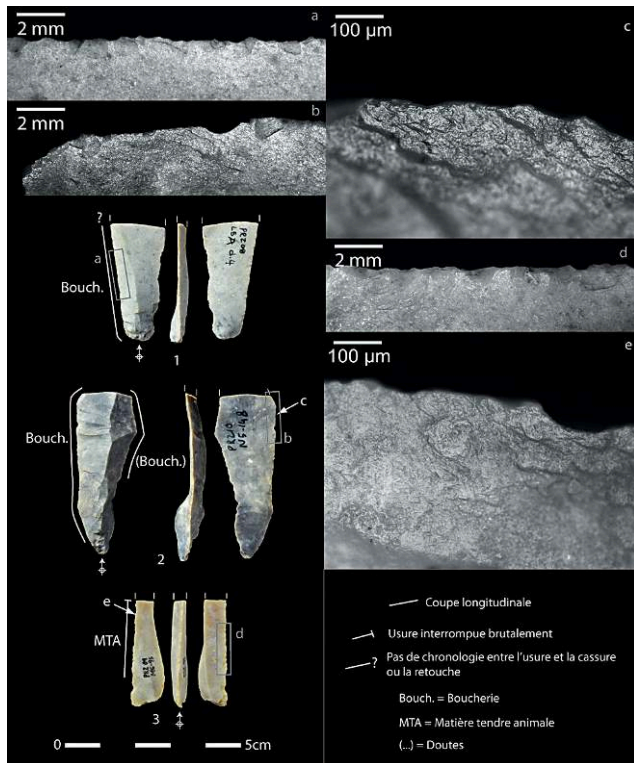 2 mm
a
100 µm
c
2 mm
b
?
a
Bouch.
1
2 mm
d
100 µm
e
Bouch.
(Bouch.)
c
b
2
e
MTA
d
3
0
5cm
Coupe longitudinale
Usure interrompue brutalement
? Pas de chronologie entre l'usure et la cassure
ou la retouche
Bouch. = Boucherie
MTA = Matière tendre animale
(...) = Doutes